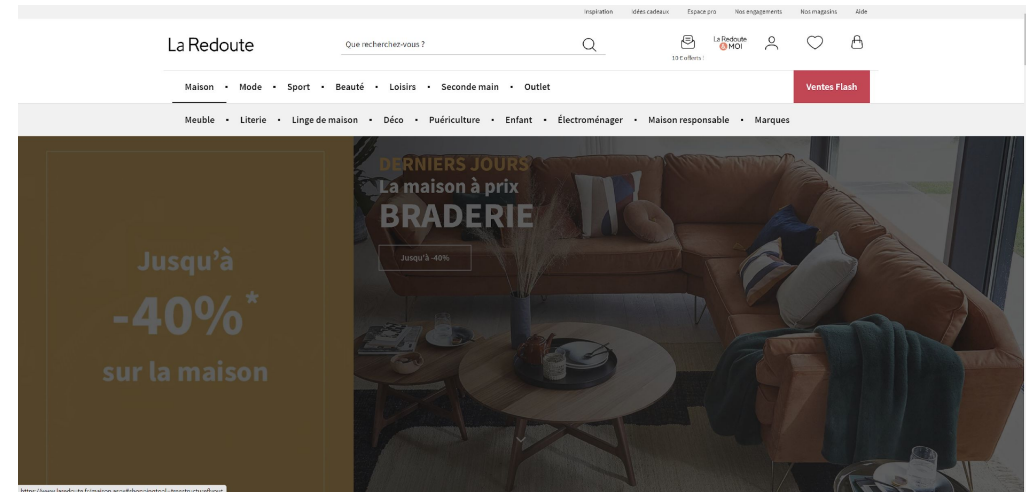 Inspiration Idées cadeaux Espace pro Nos engagements Nos magasins Aide
La Redoute
Que recherchez-vous ?
10 € offerts !
La Redoute
& MOI
Maison • Mode • Sport • Beauté • Loisirs • Seconde main • Outlet
Ventes Flash
Meuble • Literie • Linge de maison • Déco • Puériculture • Enfant • Électroménager • Maison responsable • Marques
Jusqu'à
-40%*
sur la maison
DERNIERS JOURS
La maison à prix
BRADERIE
Jusqu'à -40%